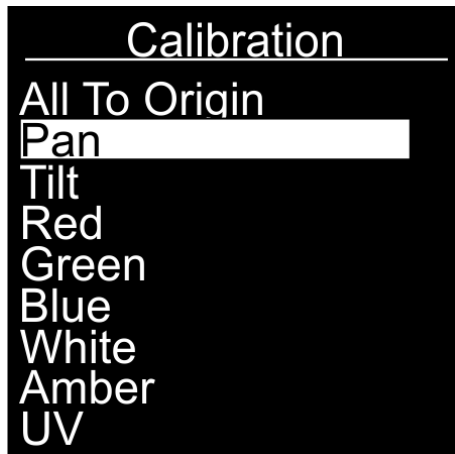 Calibration
All To Origin
Pan
Tilt
Red
Green
Blue
White
Amber
UV